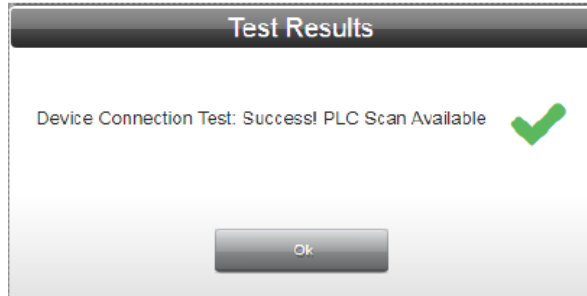 Test Results
Device Connection Test: Success! PLC Scan Available
Ok